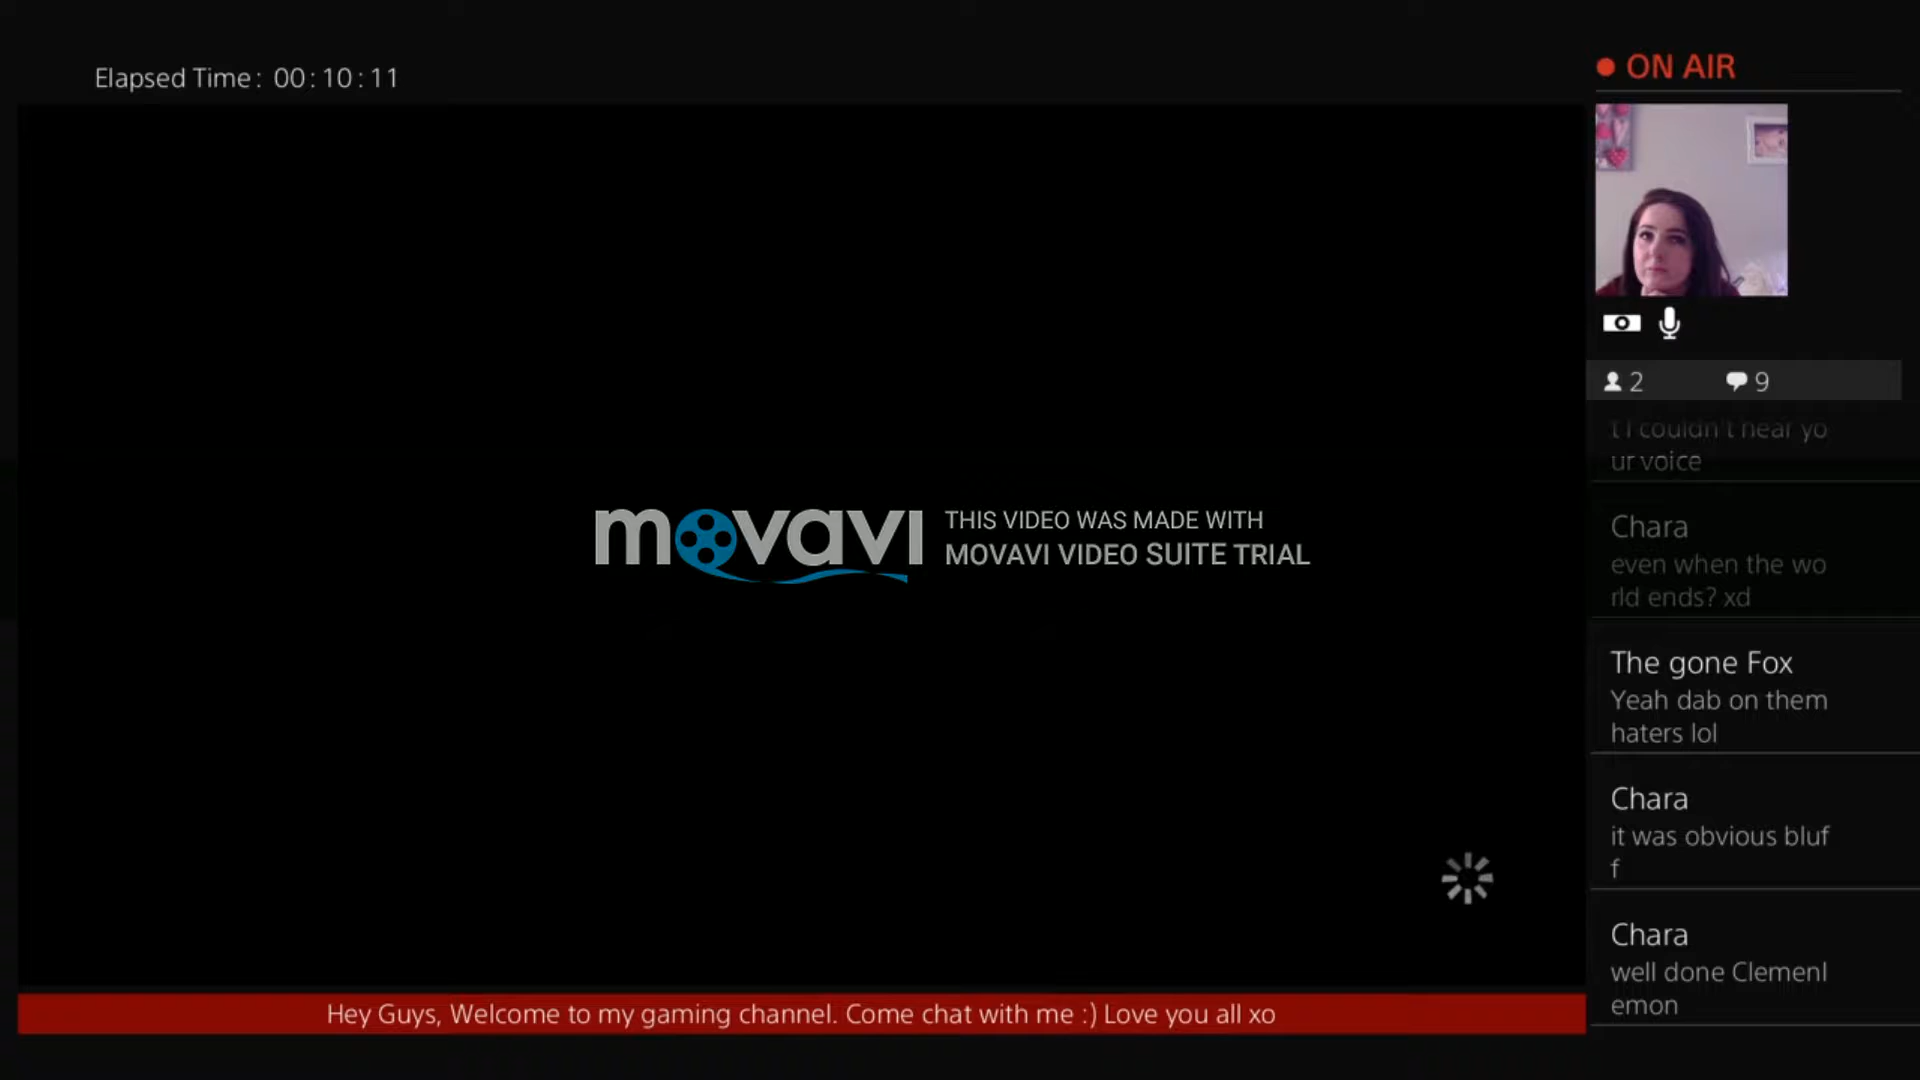 Elapsed Time: 00:10:11
ON AIR
2
9
t I couldn't hear yo
ur voice
Chara
even when the wo
rld ends? xd
The gone Fox
Yeah dab on them
haters lol
Chara
it was obvious bluf
f
Chara
well done Clemenl
emon
movavi
THIS VIDEO WAS MADE WITH
MOVAVI VIDEO SUITE TRIAL
Hey Guys, Welcome to my gaming channel. Come chat with me :) Love you all xo